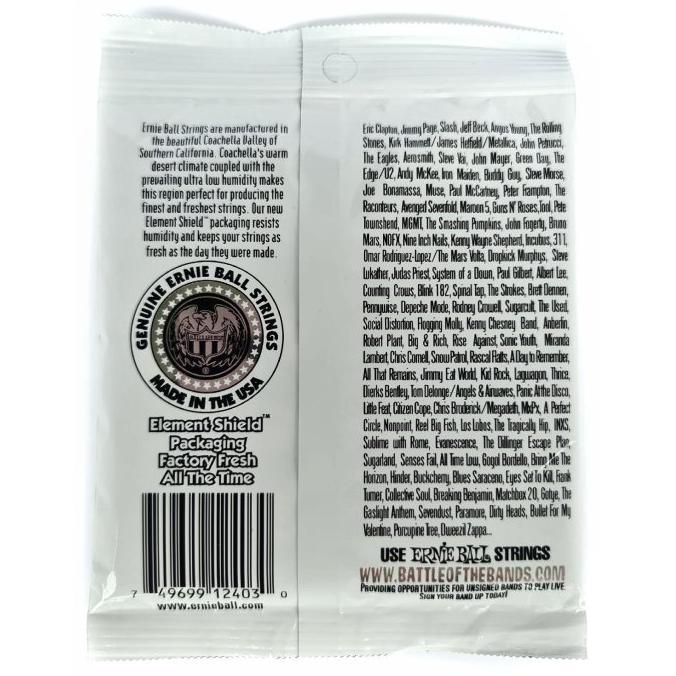 Ernie Ball Strings are manufactured in
the beautiful Coachella Valley of
Southern California. Coachella's warm
desert climate coupled with the
prevailing ultra low humidity makes
this region perfect for producing the
finest and freshest strings. Our new
Element Shield™ packaging resists
humidity and keeps your strings as
fresh as the day they were made.
GENUINE ERNIE BALL STRINGS
MADE IN THE USA
Element Shield™
Packaging
Factory Fresh
All The Time
7 49699 12403 0
www.ernieball.com
Eric Clapton, Jimmy Page, Slash, Jeff Beck, Angus Young, The Rolling
Stones, Kirk Hammett/James Hetfield/Metallica, John Petrucci,
The Eagles, Aerosmith, Steve Vai, John Mayer, Green Day, The
Edge/U2, Andy McKee, Iron Maiden, Buddy Guy, Steve Morse,
Joe Bonamassa, Muse, Paul McCartney, Peter Frampton, The
Raconteurs, Avenged Sevenfold, Maroon 5, Guns N' Roses, Tool, Pete
Townshend, MGMT, The Smashing Pumpkins, John Fogerty, Bruno
Mars, NOFX, Nine Inch Nails, Kenny Wayne Shepherd, Incubus, 311,
Omar Rodriguez-Lopez/The Mars Volta, Dropkick Murphys, Steve
Lukather, Judas Priest, System of a Down, Paul Gilbert, Albert Lee,
Counting Crows, Blink 182, Spinal Tap, The Strokes, Brett Dennen,
Pennywise, Depeche Mode, Rodney Crowell, Sugarcult, The Used,
Social Distortion, Flogging Molly, Kenny Chesney Band, Anberlin,
Robert Plant, Big & Rich, Rise Against, Sonic Youth, Miranda
Lambert, Chris Cornell, Snow Patrol, Rascal Flatts, A Day to Remember,
All That Remains, Jimmy Eat World, Kid Rock, Lagwagon, Thrice,
Dierks Bentley, Tom Delonge/Angels & Airwaves, Panic At the Disco,
Little Feat, Citizen Cope, Chris Broderick/Megadeth, MxPx, A Perfect
Circle, Nonpoint, Reel Big Fish, Los Lobos, The Tragically Hip, INXS,
Sublime with Rome, Evanescence, The Dillinger Escape Plan,
Sugarland, Senses Fail, All Time Low, Gogol Bordello, Bring Me The
Horizon, Hinder, Buckcherry, Blues Saraceno, Eyes Set To Kill, Frank
Turner, Collective Soul, Breaking Benjamin, Matchbox 20, Gotye, The
Gaslight Anthem, Sevendust, Paramore, Dirty Heads, Bullet For My
Valentine, Porcupine Tree, Dweezil Zappa...
USE ERNIE BALL STRINGS
WWW.BATTLEOFTHEBANDS.COM
PROVIDING OPPORTUNITIES FOR UNSIGNED BANDS TO PLAY LIVE.
SIGN YOUR BAND UP TODAY!